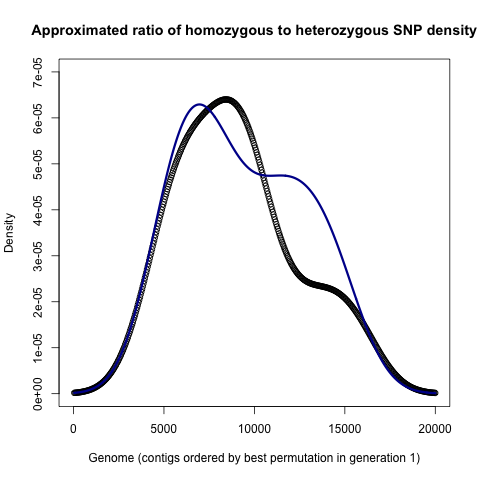 Approximated ratio of homozygous to heterozygous SNP density
7e-05
6e-05
5e-05
4e-05
3e-05
2e-05
1e-05
0e+00
Density
0 5000 10000 15000 20000
Genome (contigs ordered by best permutation in generation 1)